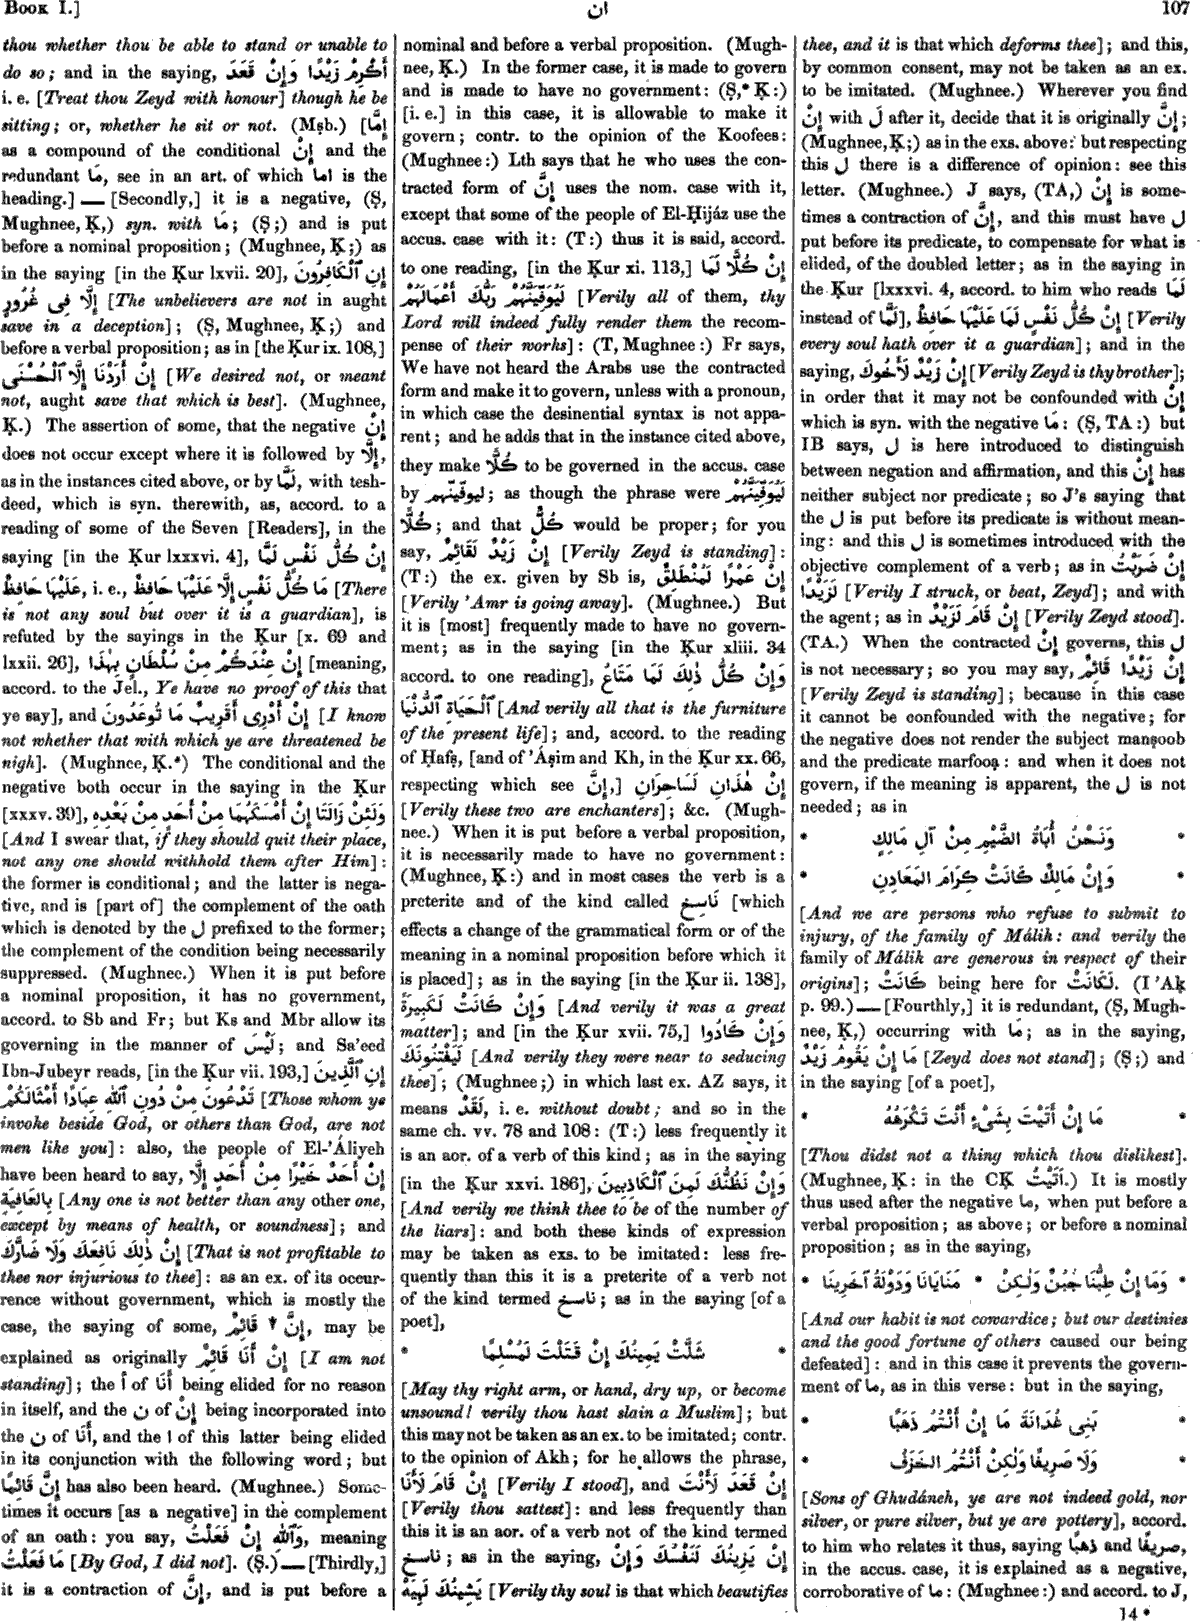 BOOK I.]
ان
107
thou whether thou be able to stand or unable to
do so; and in the saying, أَكْرِمْ زَيْدًا وَإِنْ قَعَدَ
i. e. [Treat thou Zeyd with honour] though he be
sitting; or, whether he sit or not. (Mṣb.) [إِمَّا
as a compound of the conditional إِنْ and the
redundant مَا, see in an art. of which اما is the
heading.] — [Secondly,] it is a negative, (Ṣ,
Mughnee, Ḳ,) syn. with مَا; (Ṣ;) and is put
before a nominal proposition; (Mughnee, Ḳ;) as
in the saying [in the Ḳur lxvii. 20], إِنِ ٱلْكَافِرُونَ
إِلَّا فِى غُرُورٍ [The unbelievers are not in aught
save in a deception]; (Ṣ, Mughnee, Ḳ;) and
before a verbal proposition; as in [the Ḳur ix. 108,]
إِنْ أَرَدْنَا إِلَّا ٱلْحُسْنَى [We desired not, or meant
not, aught save that which is best]. (Mughnee,
Ḳ.) The assertion of some, that the negative إِنْ
does not occur except where it is followed by إِلَّا,
as in the instances cited above, or by لَمَّا, with tesh-
deed, which is syn. therewith, as, accord. to a
reading of some of the Seven [Readers], in the
saying [in the Ḳur lxxxvi. 4], إِنْ كُلُّ نَفْسٍ لَمَّا
عَلَيْهَا حَافِظٌ, i. e., مَا كُلُّ نَفْسٍ إِلَّا عَلَيْهَا حَافِظٌ [There
is not any soul but over it is a guardian], is
refuted by the sayings in the Ḳur [x. 69 and
lxxii. 26], إِنْ عِنْدَكُمْ مِنْ سُلْطَانٍ بِهٰذَا [meaning,
accord. to the Jel., Ye have no proof of this that
ye say], and إِنْ أَدْرِى أَقَرِيبٌ مَا تُوعَدُونَ [I know
not whether that with which ye are threatened be
nigh]. (Mughnee, Ḳ.*) The conditional and the
negative both occur in the saying in the Ḳur
[xxxv. 39], وَلَئِنْ زَالَتَا إِنْ أَمْسَكَهُمَا مِنْ أَحَدٍ مِنْ بَعْدِهِ
[And I swear that, if they should quit their place,
not any one should withhold them after Him]:
the former is conditional; and the latter is nega-
tive, and is [part of] the complement of the oath
which is denoted by the ل prefixed to the former;
the complement of the condition being necessarily
suppressed. (Mughnee.) When it is put before
a nominal proposition, it has no government,
accord. to Sb and Fr; but Ks and Mbr allow its
governing in the manner of لَيْسَ; and Sa’eed
Ibn-Jubeyr reads, [in the Ḳur vii. 193,] إِنِ ٱلَّذِينَ
تَدْعُونَ مِنْ دُونِ ٱللّٰهِ عِبَادًا أَمْثَالَكُمْ [Those whom ye
invoke beside God, or others than God, are not
men like you]: also, the people of El-’Áliyeh
have been heard to say, إِنْ أَحَدٌ خَيْرًا مِنْ أَحَدٍ إِلَّا
بِالعَافِيَةِ [Any one is not better than any other one,
except by means of health, or soundness]; and
إِنْ ذٰلِكَ نَافِعَكَ وَلَا ضَارَّكَ [That is not profitable to
thee nor injurious to thee]: as an ex. of its occur-
rence without government, which is mostly the
case, the saying of some, إِنَّ ↑ قَائِمٌ, may be
explained as originally إِنْ أَنَا قَائِمٌ [I am not
standing]; the أ of أَنَا being elided for no reason
in itself, and the ن of إِنْ being incorporated into
the ن of أَنَا, and the ا of this latter being elided
in its conjunction with the following word; but
إِنَّ قَائِمًا has also been heard. (Mughnee.) Some-
times it occurs [as a negative] in the complement
of an oath: you say, وَٱللّٰهِ إِنْ فَعَلْتُ, meaning
مَا فَعَلْتُ [By God, I did not]. (Ṣ.) — [Thirdly,]
it is a contraction of إِنَّ, and is put before a
nominal and before a verbal proposition. (Mugh-
nee, Ḳ.) In the former case, it is made to govern
and is made to have no government: (Ṣ,* Ḳ:)
[i. e.] in this case, it is allowable to make it
govern; contr. to the opinion of the Koofees:
(Mughnee:) Lth says that he who uses the con-
tracted form of إِنَّ uses the nom. case with it,
except that some of the people of El-Ḥijáz use the
accus. case with it: (T:) thus it is said, accord.
to one reading, [in the Ḳur xi. 113,] إِنْ كُلًّا لَمَا
لَيُوَفِّيَنَّهُمْ رَبُّكَ أَعْمَالَهُمْ [Verily all of them, thy
Lord will indeed fully render them the recom-
pense of their works]: (T, Mughnee:) Fr says,
We have not heard the Arabs use the contracted
form and make it to govern, unless with a pronoun,
in which case the desinential syntax is not appa-
rent; and he adds that in the instance cited above,
they make كُلًّا to be governed in the accus. case
by ليوفّينّهم; as though the phrase were لَيُوَفِّيَنَّهُمْ
كُلًّا; and that كُلٌّ would be proper; for you
say, إِنْ زَيْدٌ لَقَائِمٌ [Verily Zeyd is standing]:
(T:) the ex. given by Sb is, إِنْ عَمْرًا لَمُنْطَلِقٌ
[Verily ’Amr is going away]. (Mughnee.) But
it is [most] frequently made to have no govern-
ment; as in the saying [in the Ḳur xliii. 34
accord. to one reading], وَإِنْ كُلُّ ذٰلِكَ لَمَا مَتَاعُ
ٱلْحَيَاةِ ٱلدُّنْيَا [And verily all that is the furniture
of the present life]; and, accord. to the reading
of Ḥafṣ, [and of ’Áṣim and Kh, in the Ḳur xx. 66,
respecting which see إِنَّ,] إِنْ هٰذَانِ لَسَاحِرَانِ
[Verily these two are enchanters]; &c. (Mugh-
nee.) When it is put before a verbal proposition,
it is necessarily made to have no government:
(Mughnee, Ḳ:) and in most cases the verb is a
preterite and of the kind called نَاسِخ [which
effects a change of the grammatical form or of the
meaning in a nominal proposition before which it
is placed]; as in the saying [in the Ḳur ii. 138],
وَإِنْ كَانَتْ لَكَبِيرَةً [And verily it was a great
matter]; and [in the Ḳur xvii. 75,] وَإِنْ كَادُوا
لَيَفْتِنُونَكَ [And verily they were near to seducing
thee]; (Mughnee;) in which last ex. AZ says, it
means لَقَدْ, i. e. without doubt; and so in the
same ch. vv. 78 and 108: (T:) less frequently it
is an aor. of a verb of this kind; as in the saying
[in the Ḳur xxvi. 186], وَإِنْ نَظُنُّكَ لَمِنَ ٱلْكَاذِبِينَ
[And verily we think thee to be of the number of
the liars]: and both these kinds of expression
may be taken as exs. to be imitated: less fre-
quently than this it is a preterite of a verb not
of the kind termed ناسخ; as in the saying [of a
poet],
* شَلَّتْ يَمِينُكَ إِنْ قَتَلْتَ لَمُسْلِمًا *
[May thy right arm, or hand, dry up, or become
unsound! verily thou hast slain a Muslim]; but
this may not be taken as an ex. to be imitated; contr.
to the opinion of Akh; for he allows the phrase,
إِنْ قَامَ لَأَنَا [Verily I stood], and إِنْ قَعَدَ لَأَنْتَ
[Verily thou sattest]: and less frequently than
this it is an aor. of a verb not of the kind termed
ناسخ; as in the saying, إِنْ يَزِينُكَ لَنَفْسُكَ وَإِنْ
يَشِينُكَ لَهِيَهْ [Verily thy soul is that which beautifies
thee, and it is that which deforms thee]; and this,
by common consent, may not be taken as an ex.
to be imitated. (Mughnee.) Wherever you find
إِنْ with لَ after it, decide that it is originally إِنَّ;
(Mughnee, Ḳ;) as in the exs. above: but respecting
this ل there is a difference of opinion: see this
letter. (Mughnee.) J says, (TA,) إِنْ is some-
times a contraction of إِنَّ, and this must have ل
put before its predicate, to compensate for what is
elided, of the doubled letter; as in the saying in
the Ḳur [lxxxvi. 4, accord. to him who reads لَمَا
instead of لَمَّا], إِنْ كُلُّ نَفْسٍ لَمَا عَلَيْهَا حَافِظٌ [Verily
every soul hath over it a guardian]; and in the
saying, إِنْ زَيْدٌ لَأَخُوكَ [Verily Zeyd is thy brother];
in order that it may not be confounded with إِنْ
which is syn. with the negative مَا: (Ṣ, TA:) but
IB says, ل is here introduced to distinguish
between negation and affirmation, and this إِنْ has
neither subject nor predicate; so J’s saying that
the ل is put before its predicate is without mean-
ing: and this ل is sometimes introduced with the
objective complement of a verb; as in إِنْ ضَرَبْتُ
لَزَيْدًا [Verily I struck, or beat, Zeyd]; and with
the agent; as in إِنْ قَامَ لَزَيْدٌ [Verily Zeyd stood].
(TA.) When the contracted إِنْ governs, this ل
is not necessary; so you may say, إِنْ زَيْدًا قَائِمٌ
[Verily Zeyd is standing]; because in this case
it cannot be confounded with the negative; for
the negative does not render the subject manṣoob
and the predicate marfooạ: and when it does not
govern, if the meaning is apparent, the ل is not
needed; as in
* وَنَحْنُ أُبَاةُ الضَّيْمِ مِنْ آلِ مَالِكٍ *
* وَإِنْ مَالِكٌ كَانَتْ كِرَامَ المَعَادِنِ *
[And we are persons who refuse to submit to
injury, of the family of Málik: and verily the
family of Málik are generous in respect of their
origins]; كَانَتْ being here for لَكَانَتْ. (I ’Aḳ
p. 99.) — [Fourthly,] it is redundant, (Ṣ, Mugh-
nee, Ḳ,) occurring with مَا; as in the saying,
مَا إِنْ يَقُومُ زَيْدٌ [Zeyd does not stand]; (Ṣ;) and
in the saying [of a poet],
* مَا إِنْ أَتَيْتَ بِشَىْءٍ أَنْتَ تَكْرَهُهُ *
[Thou didst not a thing which thou dislikest].
(Mughnee, Ḳ: in the CḲ أَتَيْتُ.) It is mostly
thus used after the negative ما, when put before a
verbal proposition; as above; or before a nominal
proposition; as in the saying,
* وَمَا إِنْ طِبُّنَا جُبُنٌ وَلٰكِنْ * مَنَايَانَا وَدَوْلَةُ آخَرِينَا *
[And our habit is not cowardice; but our destinies
and the good fortune of others caused our being
defeated]: and in this case it prevents the govern-
ment of ما, as in this verse: but in the saying,
* بَنِى غُدَانَةَ مَا إِنْ أَنْتُمُ ذَهَبًا *
* وَلَا صَرِيفًا وَلٰكِنْ أَنْتُمُ الخَزَفُ *
[Sons of Ghudáneh, ye are not indeed gold, nor
silver, or pure silver, but ye are pottery], accord.
to him who relates it thus, saying ذهبا and صريفا,
in the accus. case, it is explained as a negative,
corroborative of ما: (Mughnee:) and accord. to J,
14 *